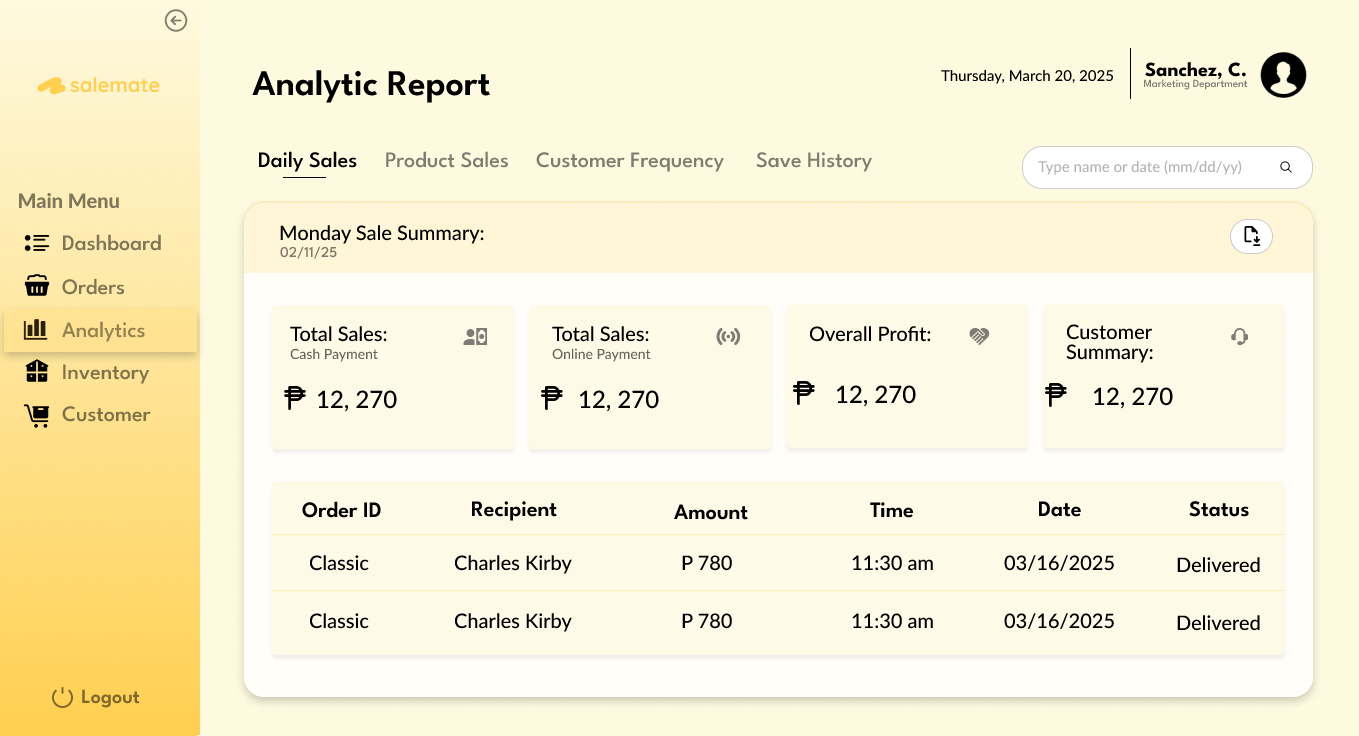 salemate
Main Menu
Dashboard
Orders
Analytics
Inventory
Customer
Logout
Analytic Report
Thursday, March 20, 2025
Sanchez, C.
Marketing Department
Daily Sales Product Sales Customer Frequency Save History
Type name or date (mm/dd/yy)
Monday Sale Summary:
02/11/25
Total Sales:
Cash Payment
₱ 12, 270
Total Sales:
Online Payment
₱ 12, 270
Overall Profit:
₱ 12, 270
Customer
Summary:
₱ 12, 270
Order ID Recipient Amount Time Date Status
Classic Charles Kirby P 780 11:30 am 03/16/2025 Delivered
Classic Charles Kirby P 780 11:30 am 03/16/2025 Delivered